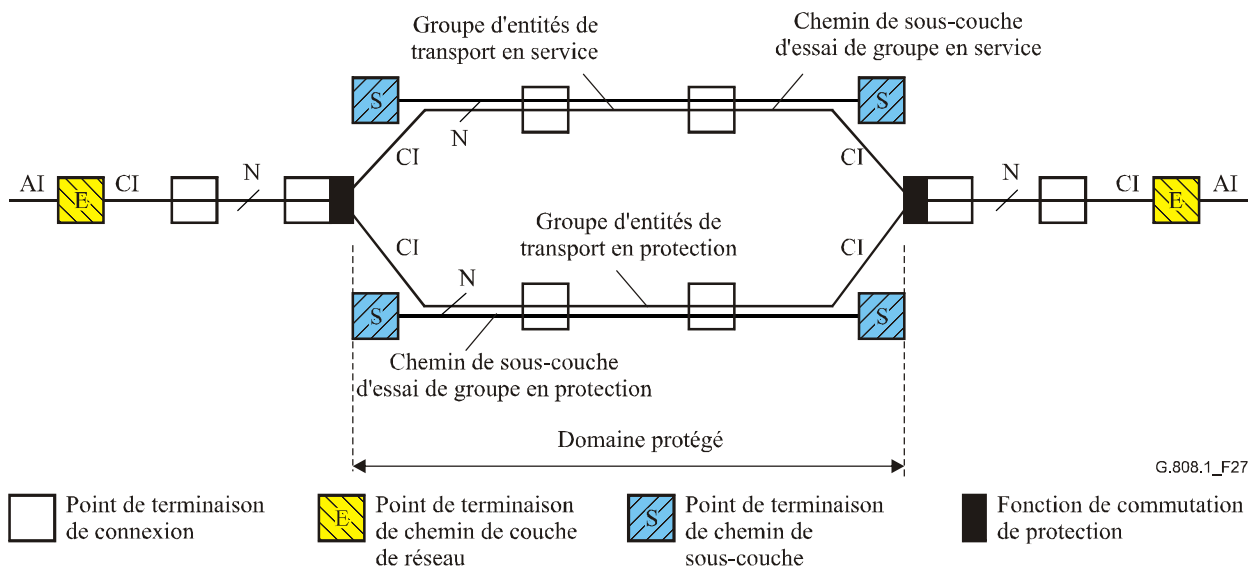 Groupe d'entités de
transport en service
Chemin de sous-couche
d'essai de groupe en service
S
S
N
CI
CI
AI
E
CI
N
N
CI
E
AI
Groupe d'entités de
transport en protection
CI
CI
N
S
S
Chemin de sous-couche
d'essai de groupe en protection
Domaine protégé
G.808.1_F27
Point de terminaison
de connexion
E
Point de terminaison
de chemin de couche
de réseau
S
Point de terminaison
de chemin de
sous-couche
Fonction de commutation
de protection